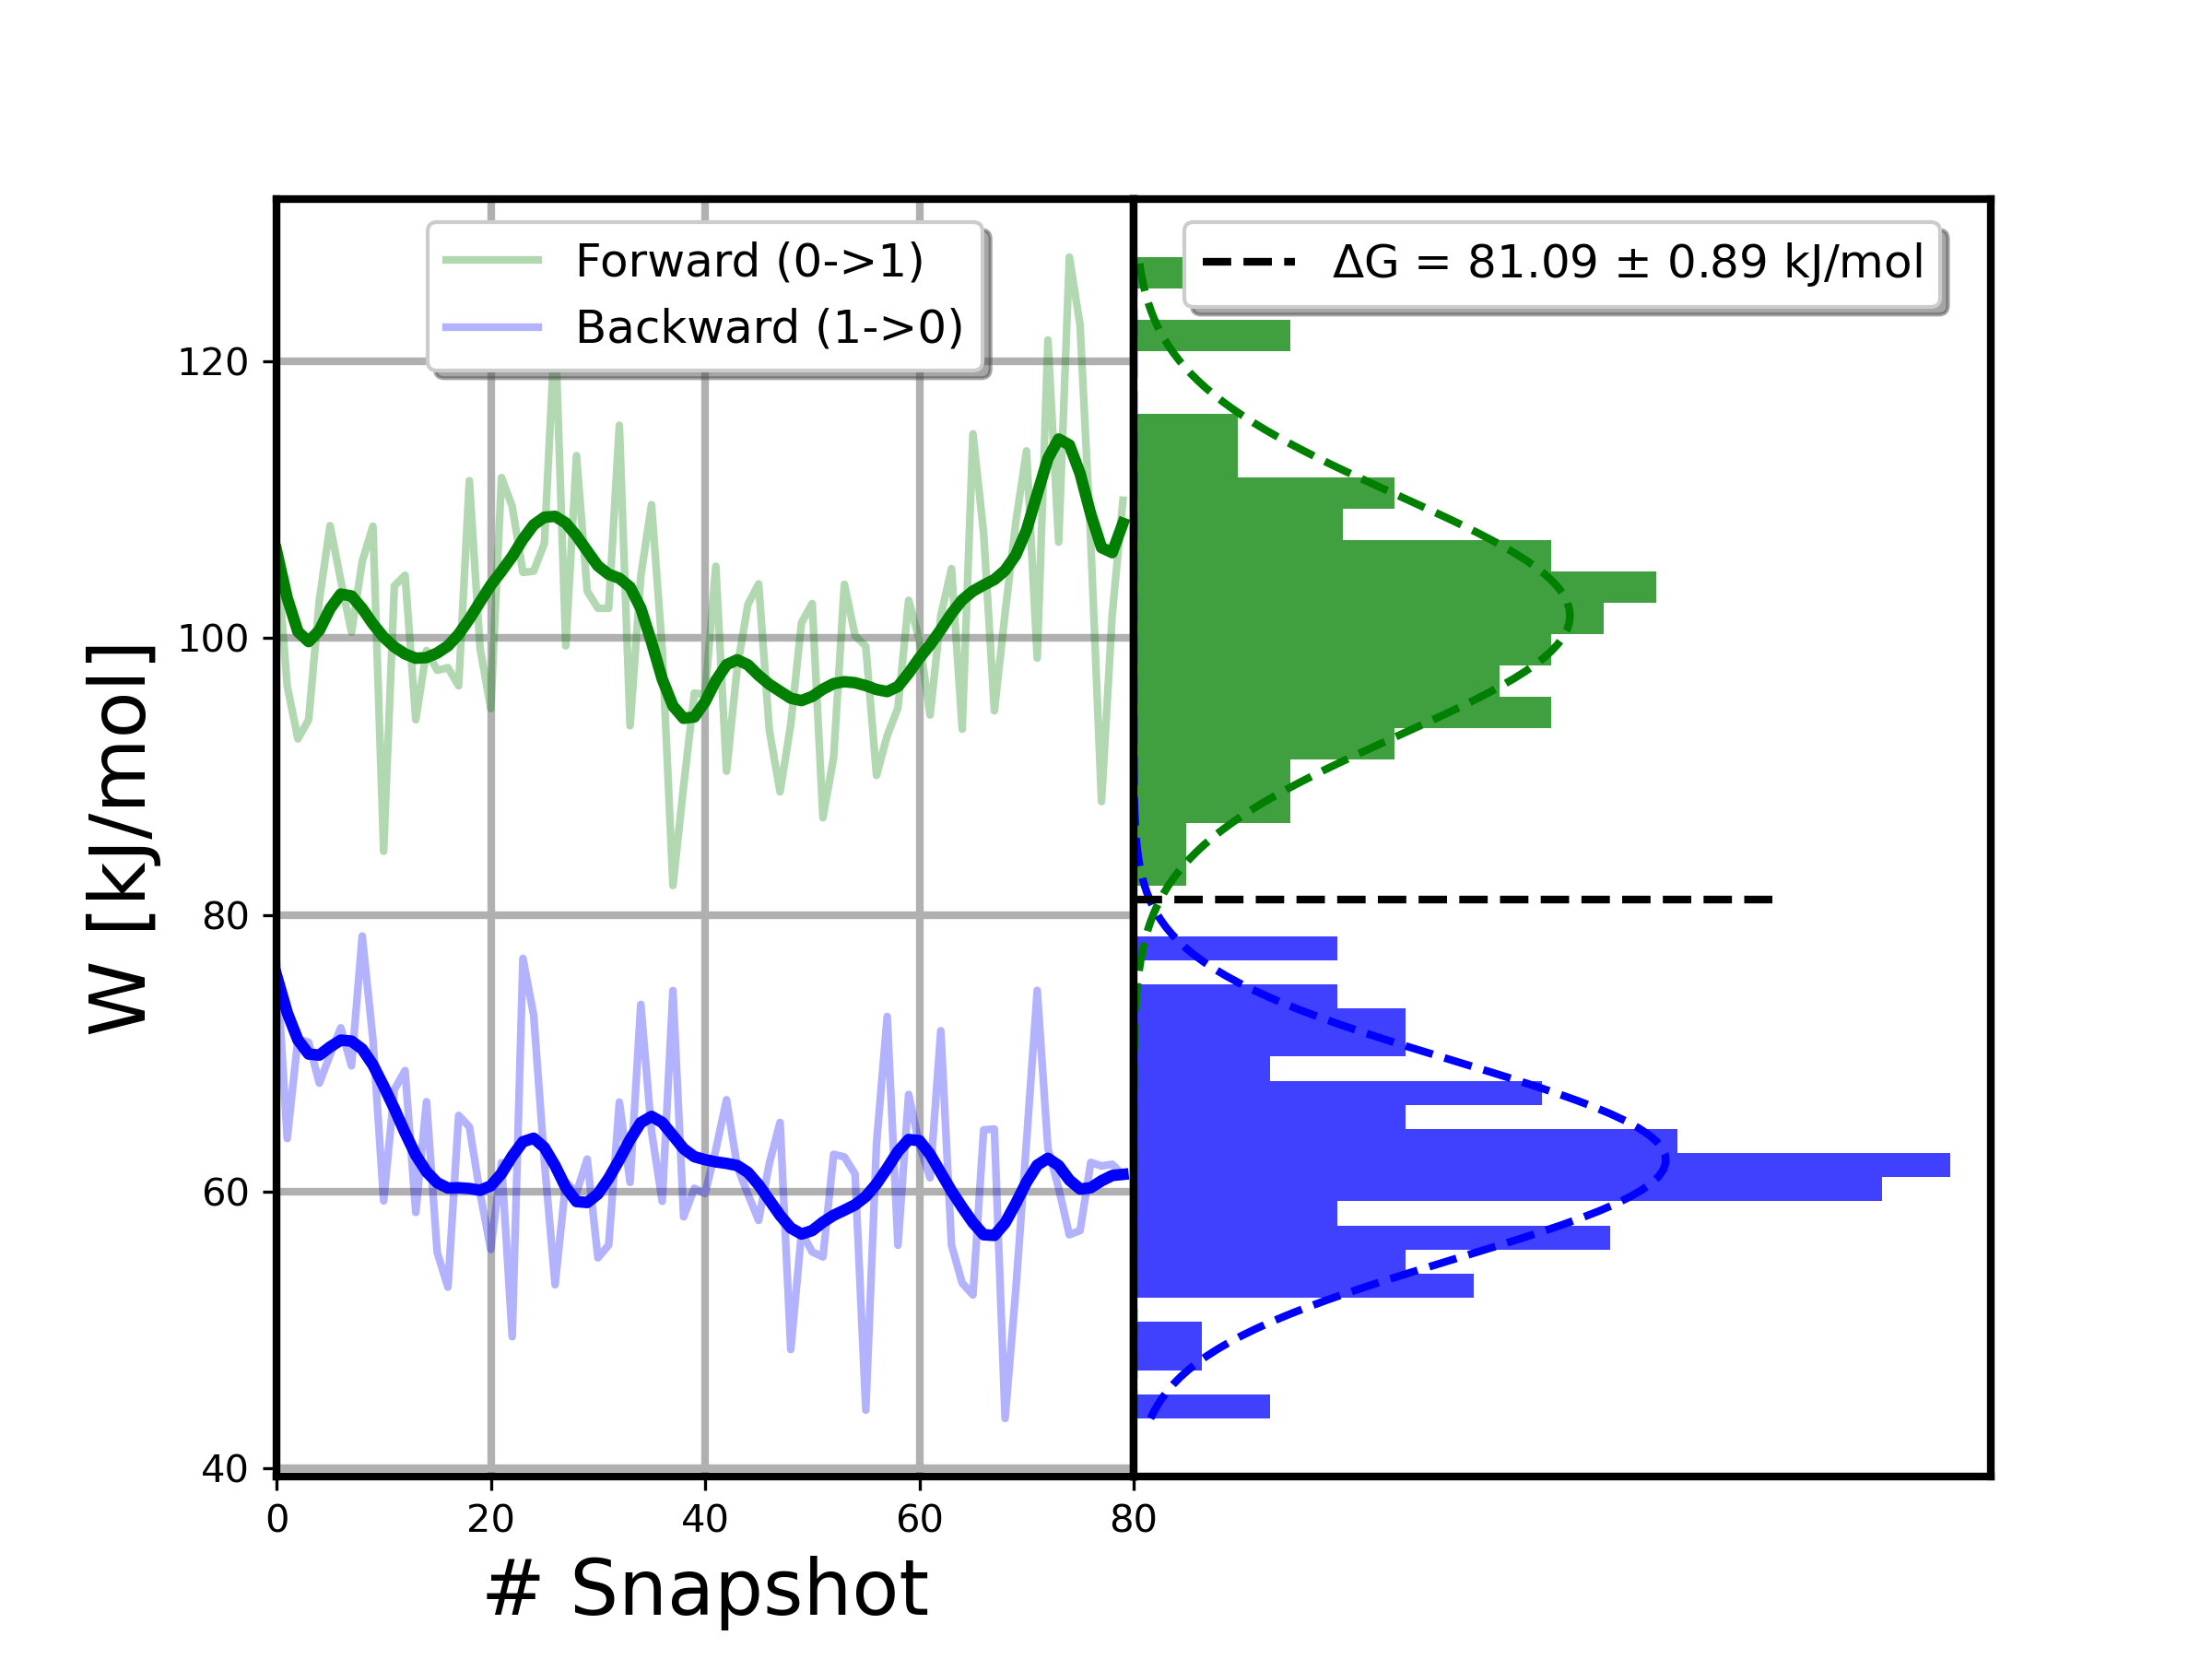 Forward (0->1)
Backward (1->0)
ΔG = 81.09 ± 0.89 kJ/mol
W [kJ/mol]
120
100
80
60
40
0 20 40 60 80
# Snapshot